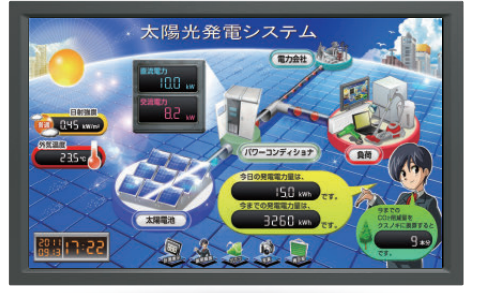 太陽光発電システム
電力会社
直流電力
10.0 kW
交流電力
8.2 kW
日射強度
0.45 kW/m²
外気温度
23.5 ℃
パワーコンディショナ
負荷
太陽電池
今日の発電電力量は、
15.0 kWh
です。
今までの発電電力量は、
3260 kWh
です。
今までの
CO2削減量を
クスノキに換算すると
9 本分
です。
2011
09.13 17:22